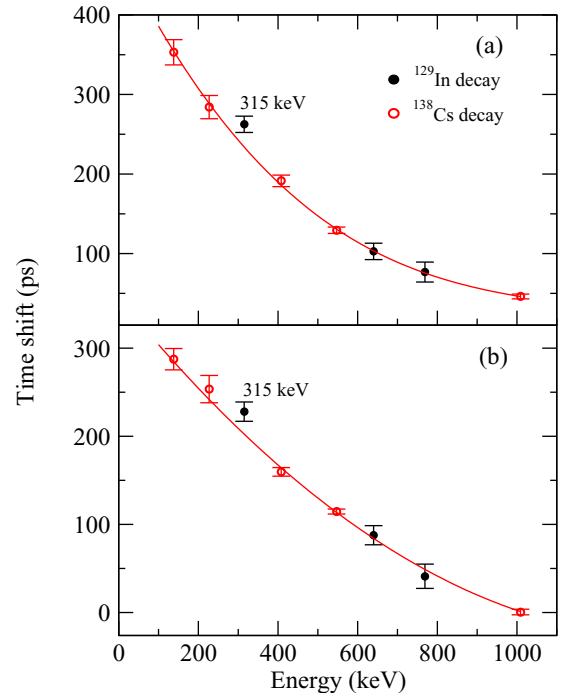 400
(a)
¹²⁹In decay
315 keV
¹³⁸Cs decay
300
200
100
Time shift (ps)
(b)
300
315 keV
200
100
0
0 200 400 600 800 1000
Energy (keV)